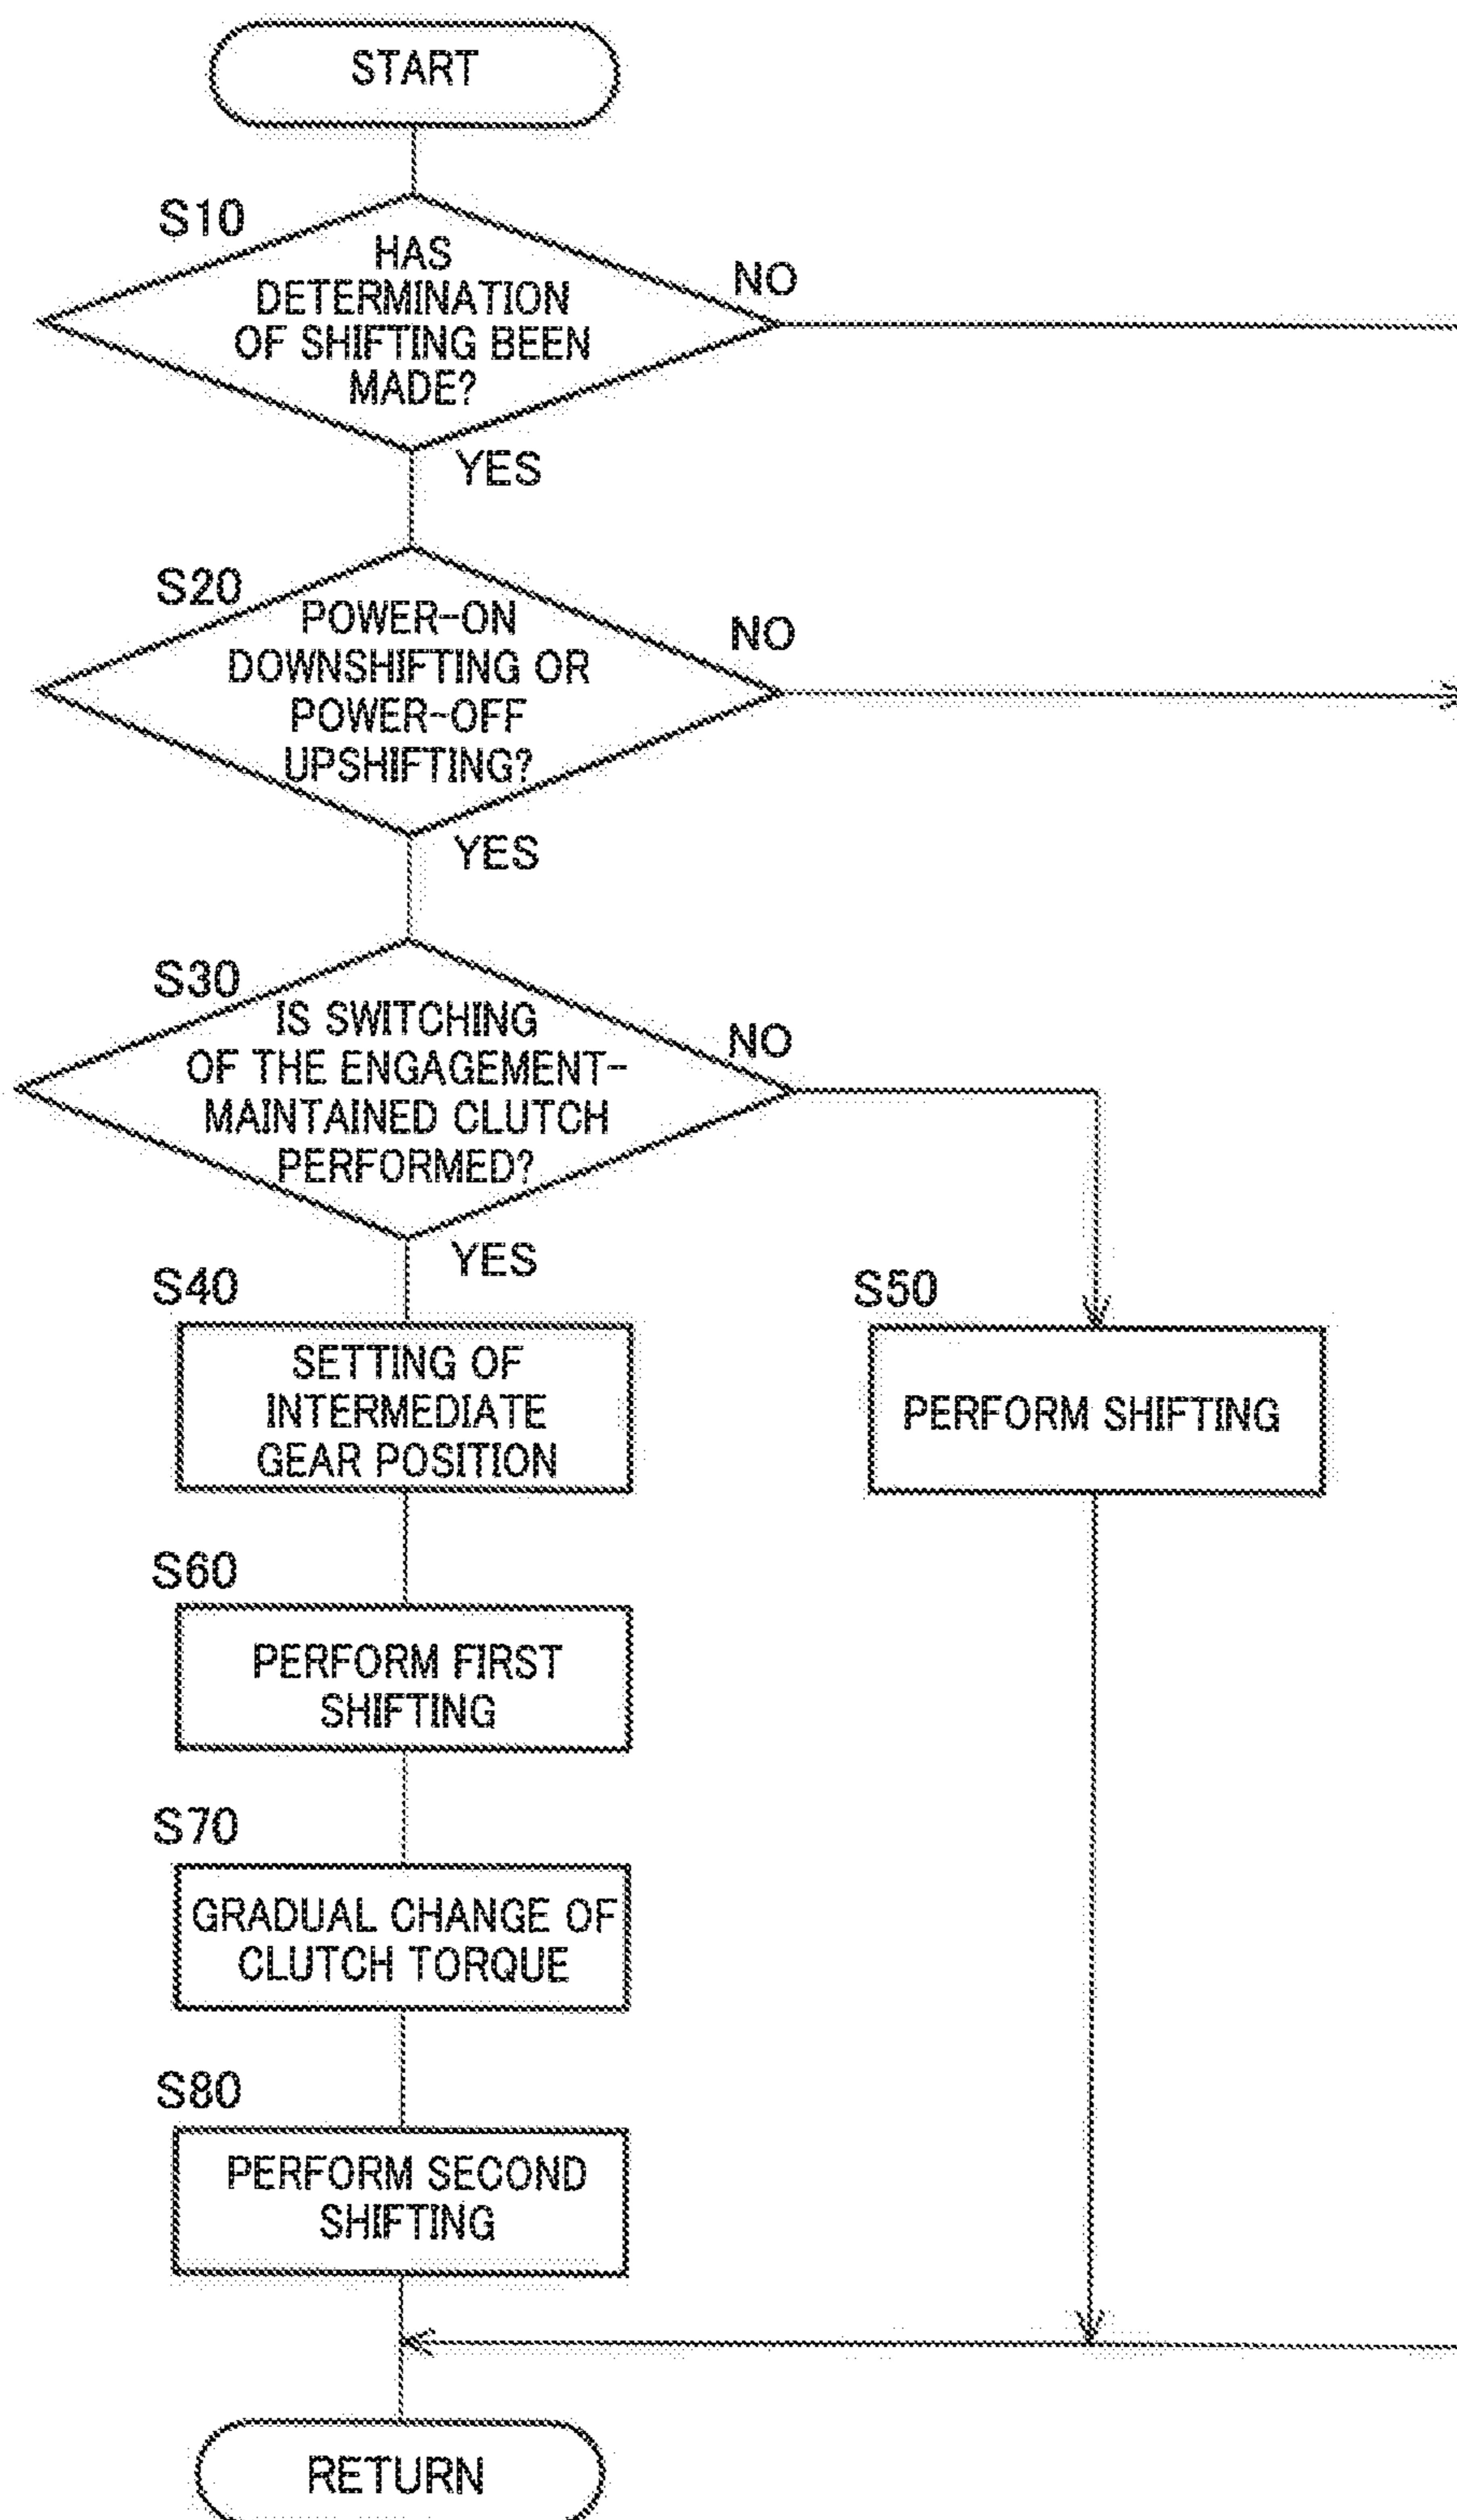 START
S10
HAS
DETERMINATION
OF SHIFTING BEEN
MADE?
NO
YES
S20
POWER-ON
DOWNSHIFTING OR
POWER-OFF
UPSHIFTING?
NO
YES
S30
IS SWITCHING
OF THE ENGAGEMENT-
MAINTAINED CLUTCH
PERFORMED?
NO
YES
S40
SETTING OF
INTERMEDIATE
GEAR POSITION
S50
PERFORM SHIFTING
S60
PERFORM FIRST
SHIFTING
S70
GRADUAL CHANGE OF
CLUTCH TORQUE
S80
PERFORM SECOND
SHIFTING
RETURN